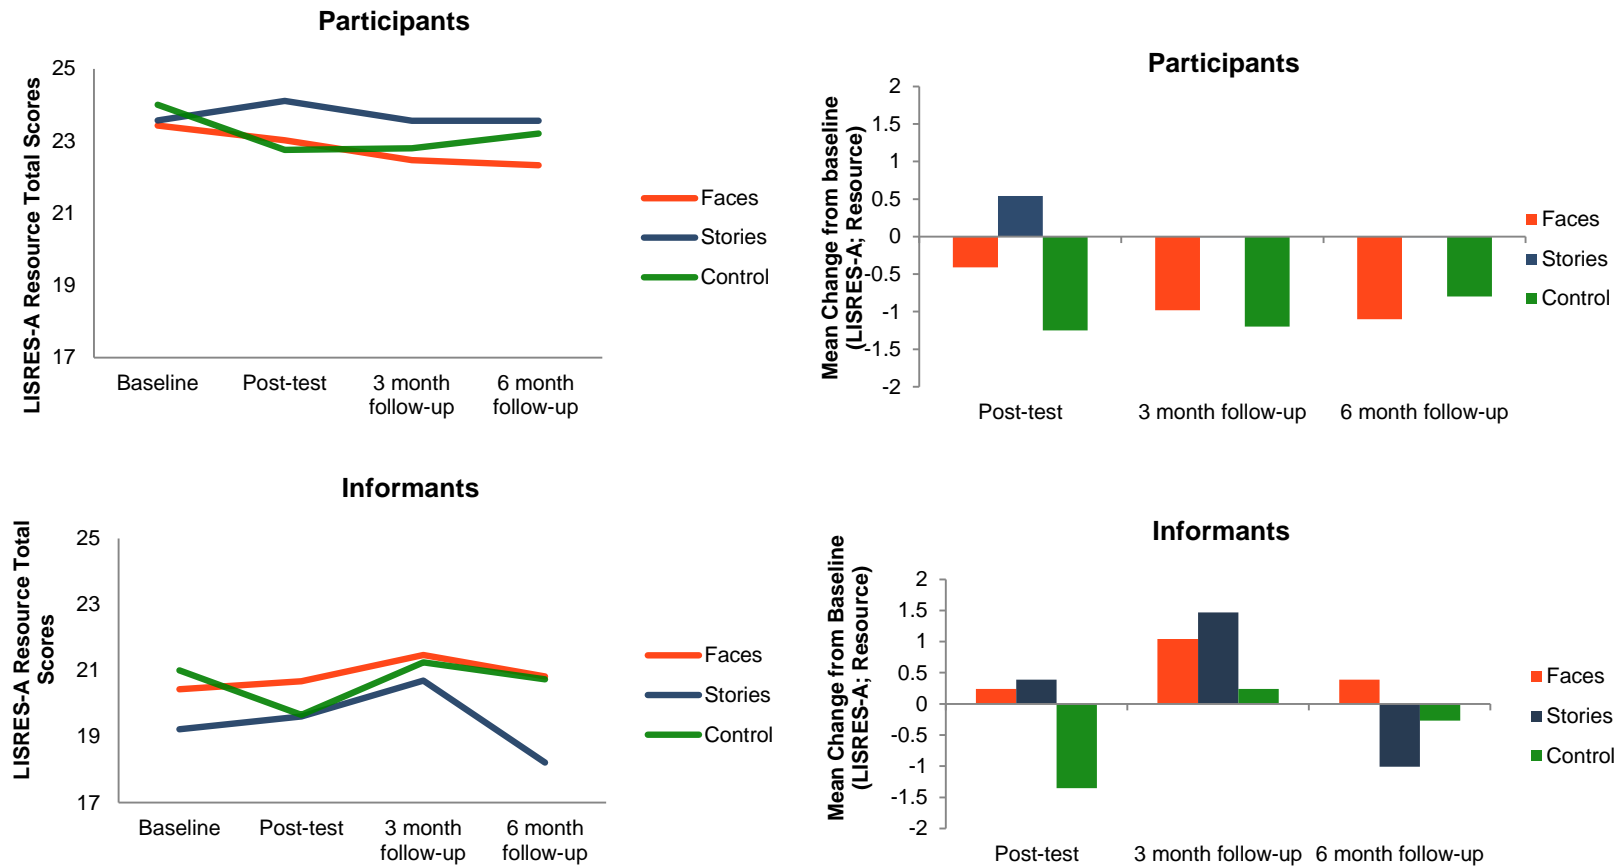 Participants
LISRES-A Resource Total Scores
25
23
21
19
17
Baseline
Post-test
3 month
follow-up
6 month
follow-up
Faces
Stories
Control
Participants
Mean Change from baseline
(LISRES-A; Resource)
2
1.5
1
0.5
0
-0.5
-1
-1.5
-2
Post-test
3 month follow-up
6 month follow-up
Faces
Stories
Control
Informants
LISRES-A Resource Total
Scores
25
23
21
19
17
Baseline
Post-test
3 month
follow-up
6 month
follow-up
Faces
Stories
Control
Informants
Mean Change from Baseline
(LISRES-A; Resource)
2
1.5
1
0.5
0
-0.5
-1
-1.5
-2
Post-test
3 month follow-up
6 month follow-up
Faces
Stories
Control